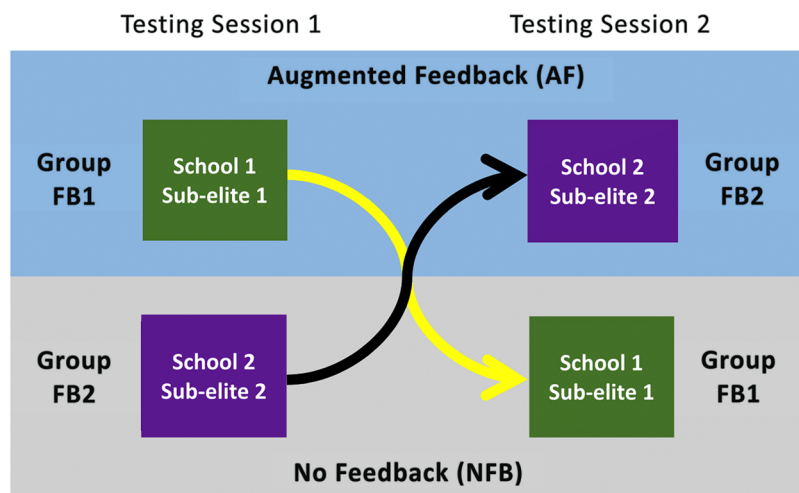 Testing Session 1
Testing Session 2
Augmented Feedback (AF)
Group
FB1
School 1
Sub-elite 1
School 2
Sub-elite 2
Group
FB2
Group
FB2
School 2
Sub-elite 2
School 1
Sub-elite 1
Group
FB1
No Feedback (NFB)